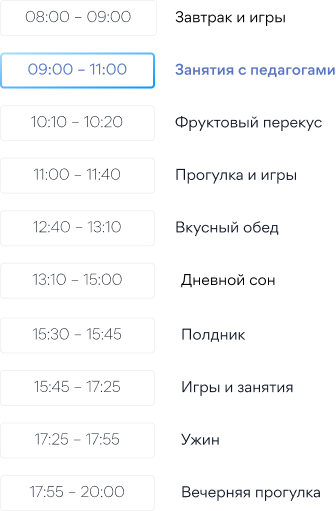 08:00 – 09:00 Завтрак и игры
09:00 – 11:00 Занятия с педагогами
10:10 – 10:20 Фруктовый перекус
11:00 – 11:40 Прогулка и игры
12:40 – 13:10 Вкусный обед
13:10 – 15:00 Дневной сон
15:30 – 15:45 Полдник
15:45 – 17:25 Игры и занятия
17:25 – 17:55 Ужин
17:55 – 20:00 Вечерняя прогулка